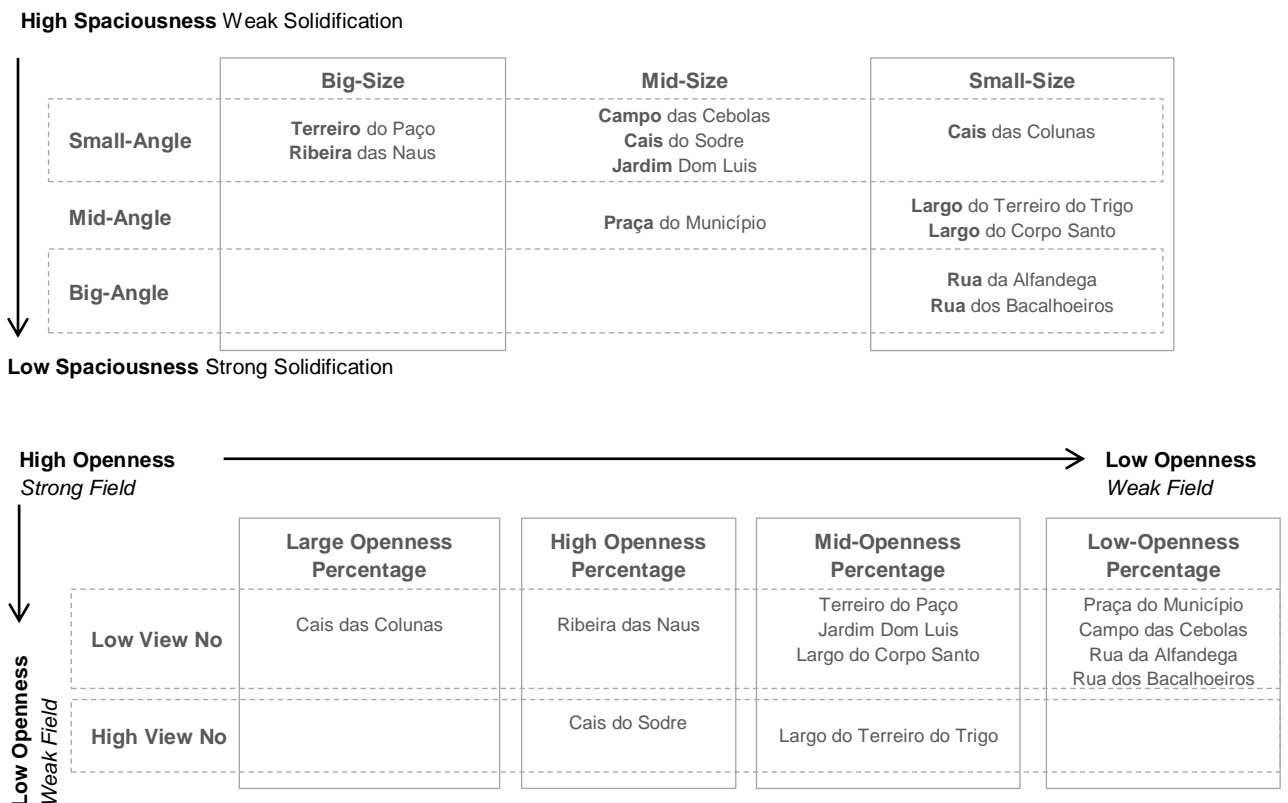 High Spaciousness Weak Solidification
Big-Size Mid-Size Small-Size
Small-Angle
Terreiro do Paço
Ribeira das Naus
Campo das Cebolas
Cais do Sodre
Jardim Dom Luis
Cais das Colunas
Mid-Angle
Praça do Município
Largo do Terreiro do Trigo
Largo do Corpo Santo
Big-Angle
Rua da Alfandega
Rua dos Bacalhoeiros
Low Spaciousness Strong Solidification
High Openness
Strong Field
Low Openness
Weak Field
Large Openness
Percentage
High Openness
Percentage
Mid-Openness
Percentage
Low-Openness
Percentage
Low View No
Cais das Colunas
Ribeira das Naus
Terreiro do Paço
Jardim Dom Luis
Largo do Corpo Santo
Praça do Município
Campo das Cebolas
Rua da Alfandega
Rua dos Bacalhoeiros
High View No
Cais do Sodre
Largo do Terreiro do Trigo
Low Openness
Weak Field